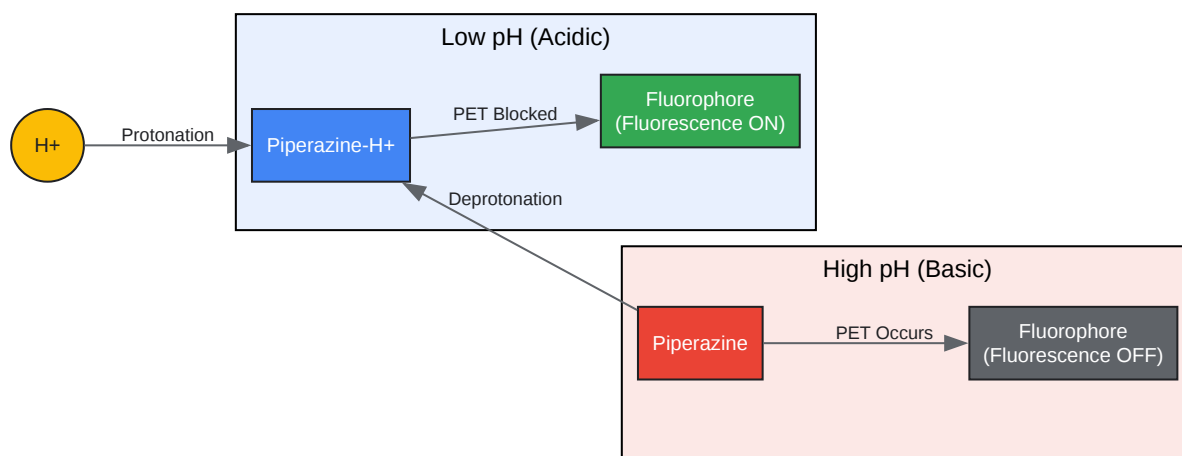 Low pH (Acidic)
H+
Protonation
Piperazine-H+
PET Blocked
Fluorophore
(Fluorescence ON)
Deprotonation
High pH (Basic)
Piperazine
PET Occurs
Fluorophore
(Fluorescence OFF)